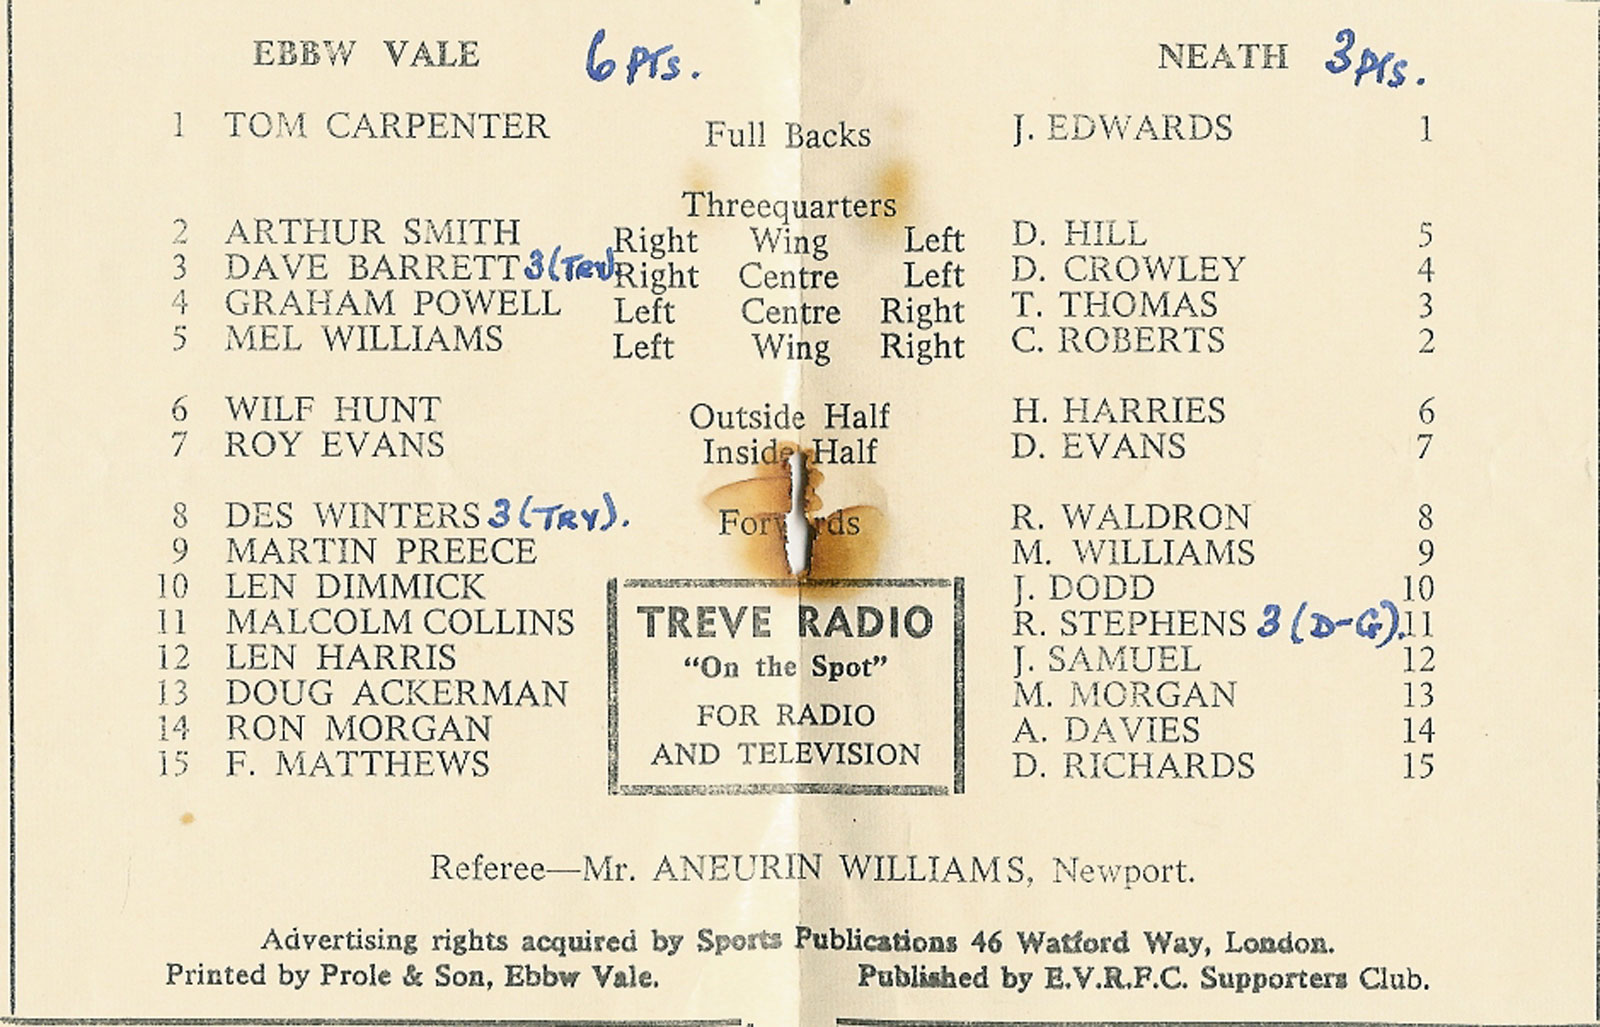 EBBW VALE 6 PTS. NEATH 3 Pts.
1 TOM CARPENTER Full Backs J. EDWARDS 1
Threequarters
2 ARTHUR SMITH Right Wing Left D. HILL 5
3 DAVE BARRETT 3 (TRY) Right Centre Left D. CROWLEY 4
4 GRAHAM POWELL Left Centre Right T. THOMAS 3
5 MEL WILLIAMS Left Wing Right C. ROBERTS 2
6 WILF HUNT Outside Half H. HARRIES 6
7 ROY EVANS Inside Half D. EVANS 7
8 DES WINTERS 3 (TRY). Forwards R. WALDRON 8
9 MARTIN PREECE M. WILLIAMS 9
10 LEN DIMMICK J. DODD 10
11 MALCOLM COLLINS TREVE RADIO R. STEPHENS 3 (D-G). 11
12 LEN HARRIS "On the Spot" J. SAMUEL 12
13 DOUG ACKERMAN FOR RADIO M. MORGAN 13
14 RON MORGAN AND TELEVISION A. DAVIES 14
15 F. MATTHEWS D. RICHARDS 15
Referee—Mr. ANEURIN WILLIAMS, Newport.
Advertising rights acquired by Sports Publications 46 Watford Way, London.
Printed by Prole & Son, Ebbw Vale. Published by E.V.R.F.C. Supporters Club.